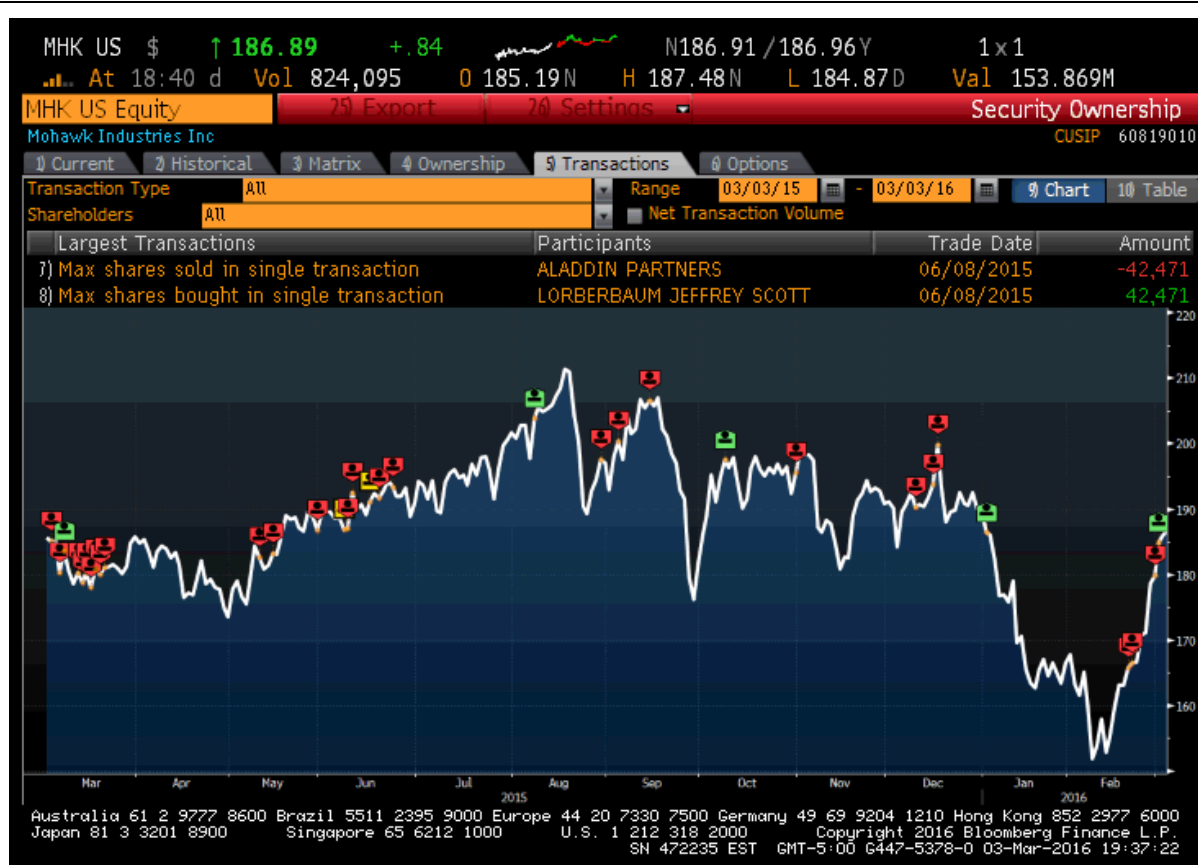 MHK US $ ↑ 186.89 +.84 N186.91/186.96Y 1x1
At 18:40 d Vol 824,095 O 185.19N H 187.48N L 184.87D Val 153.869M
MHK US Equity 25) Export 26) Settings Security Ownership
Mohawk Industries Inc CUSIP 60819010
1) Current 2) Historical 3) Matrix 4) Ownership 5) Transactions 6) Options
Transaction Type All Range 03/03/15 - 03/03/16 9) Chart 10) Table
Shareholders All Net Transaction Volume
Largest Transactions Participants Trade Date Amount
7) Max shares sold in single transaction ALADDIN PARTNERS 06/08/2015 -42,471
8) Max shares bought in single transaction LORBERBAUM JEFFREY SCOTT 06/08/2015 42,471
220
210
200
190
180
170
160
Mar Apr May Jun Jul Aug Sep Oct Nov Dec Jan Feb
2015 2016
Australia 61 2 9777 8600 Brazil 5511 2395 9000 Europe 44 20 7330 7500 Germany 49 69 9204 1210 Hong Kong 852 2977 6000
Japan 81 3 3201 8900 Singapore 65 6212 1000 U.S. 1 212 318 2000 Copyright 2016 Bloomberg Finance L.P.
SN 472235 EST GMT-5:00 G447-5378-0 03-Mar-2016 19:37:22